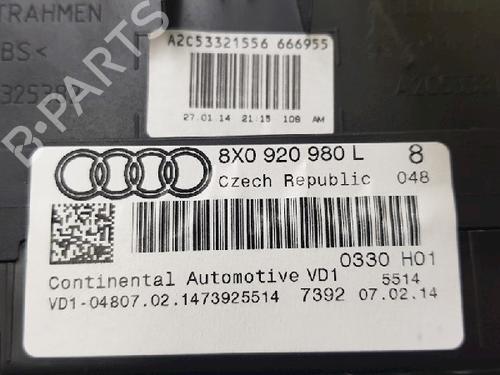 TRAHMEN
BS<
A2C53321556 666955
27.01.14 21:15 108 AM
B-PARTS
8X0 920 980 L 8
Czech Republic 048
0330 H01
Continental Automotive VD1 5514
VD1-04807.02.1473925514 7392 07.02.14